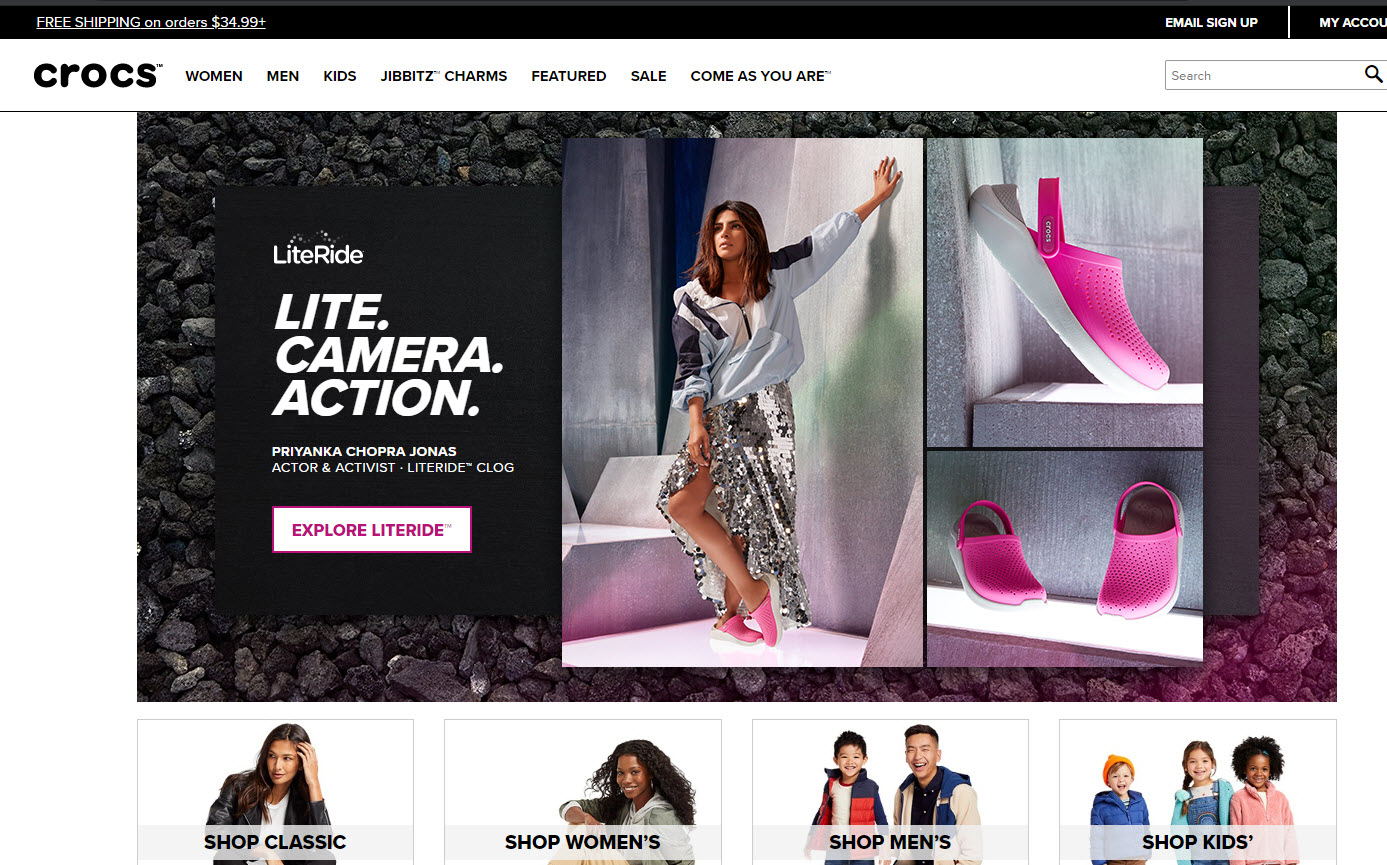 FREE SHIPPING on orders $34.99+
EMAIL SIGN UP
MY ACCOU
crocs™
WOMEN
MEN
KIDS
JIBBITZ™ CHARMS
FEATURED
SALE
COME AS YOU ARE™
Search
LiteRide
LITE.
CAMERA.
ACTION.
PRIYANKA CHOPRA JONAS
ACTOR & ACTIVIST · LITERIDE™ CLOG
EXPLORE LITERIDE™
crocs
SHOP CLASSIC
SHOP WOMEN'S
SHOP MEN'S
SHOP KIDS'